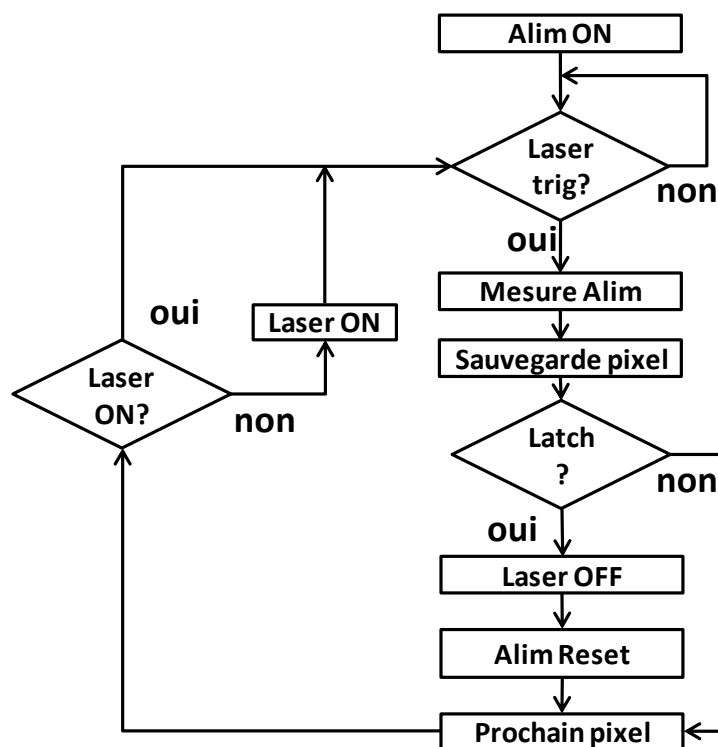 Alim ON
Laser
trig?
non
oui
Mesure Alim
Sauvegarde pixel
Latch
?
non
oui
Laser OFF
Alim Reset
Prochain pixel
Laser
ON?
oui
non
Laser ON